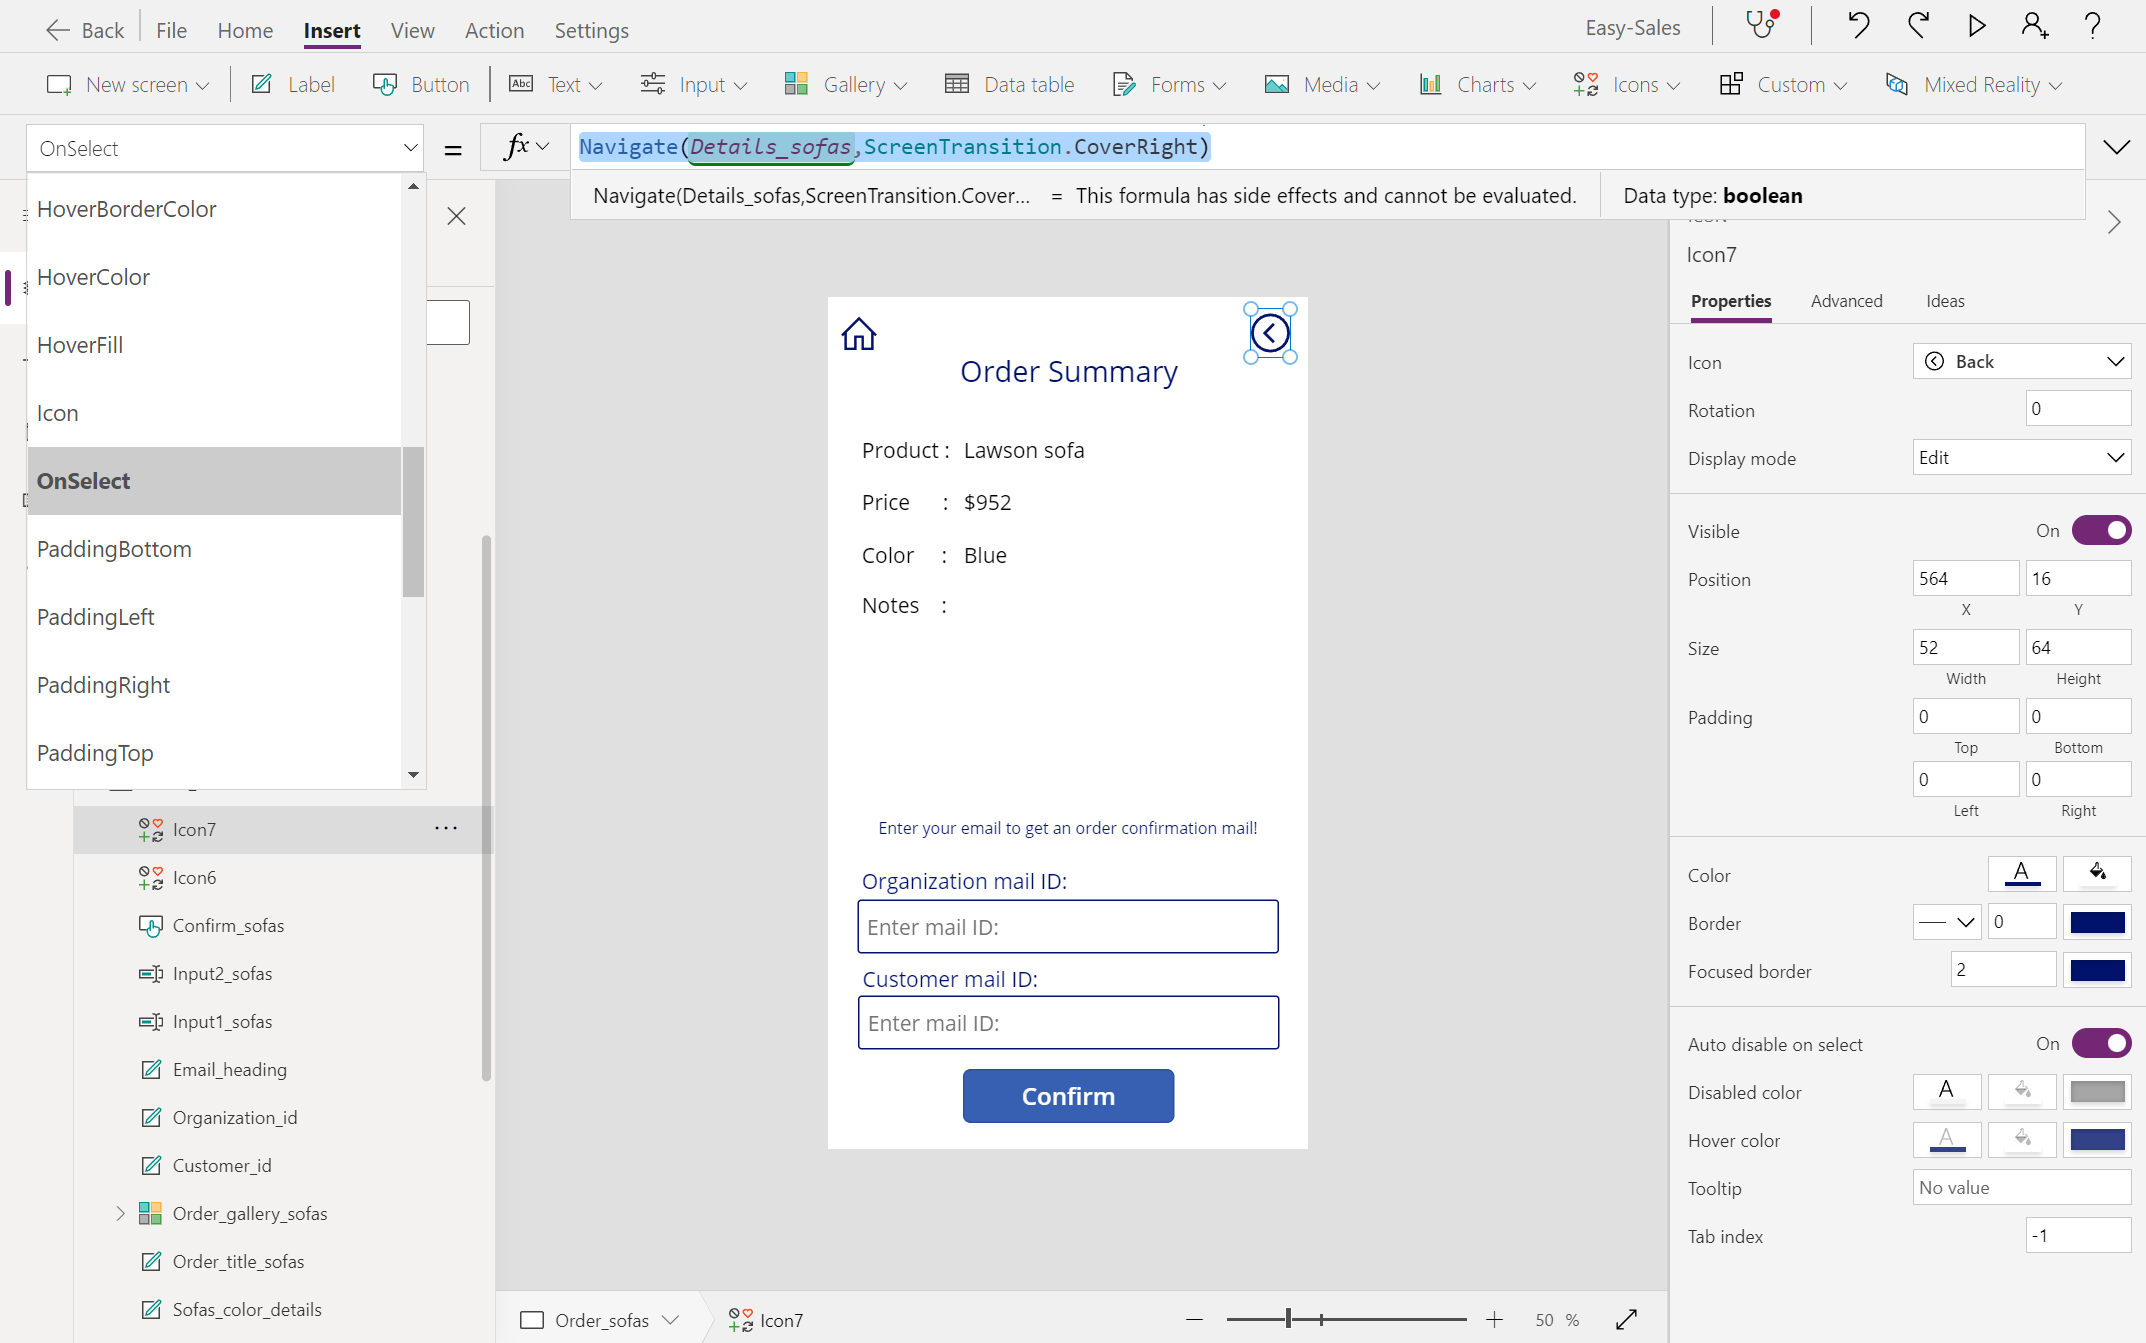 Back File Home Insert View Action Settings Easy-Sales
New screen Label Button Abc Text Input Gallery Data table Forms Media Charts Icons Custom Mixed Reality
OnSelect = fx Navigate(Details_sofas,ScreenTransition.CoverRight)
Navigate(Details_sofas,ScreenTransition.Cover... = This formula has side effects and cannot be evaluated. Data type: boolean
HoverBorderColor
HoverColor
HoverFill
Icon
OnSelect
PaddingBottom
PaddingLeft
PaddingRight
PaddingTop
Icon7
Icon6
Confirm_sofas
Input2_sofas
Input1_sofas
Email_heading
Organization_id
Customer_id
Order_gallery_sofas
Order_title_sofas
Sofas_color_details
Order Summary
Product : Lawson sofa
Price : $952
Color : Blue
Notes :
Enter your email to get an order confirmation mail!
Organization mail ID:
Enter mail ID:
Customer mail ID:
Enter mail ID:
Confirm
Order_sofas Icon7 50 %
Icon7
Properties Advanced Ideas
Icon Back
Rotation 0
Display mode Edit
Visible On
Position 564 16
X Y
Size 52 64
Width Height
Padding 0 0
Top Bottom
0 0
Left Right
Color A
Border 0
Focused border 2
Auto disable on select On
Disabled color A
Hover color A
Tooltip No value
Tab index -1